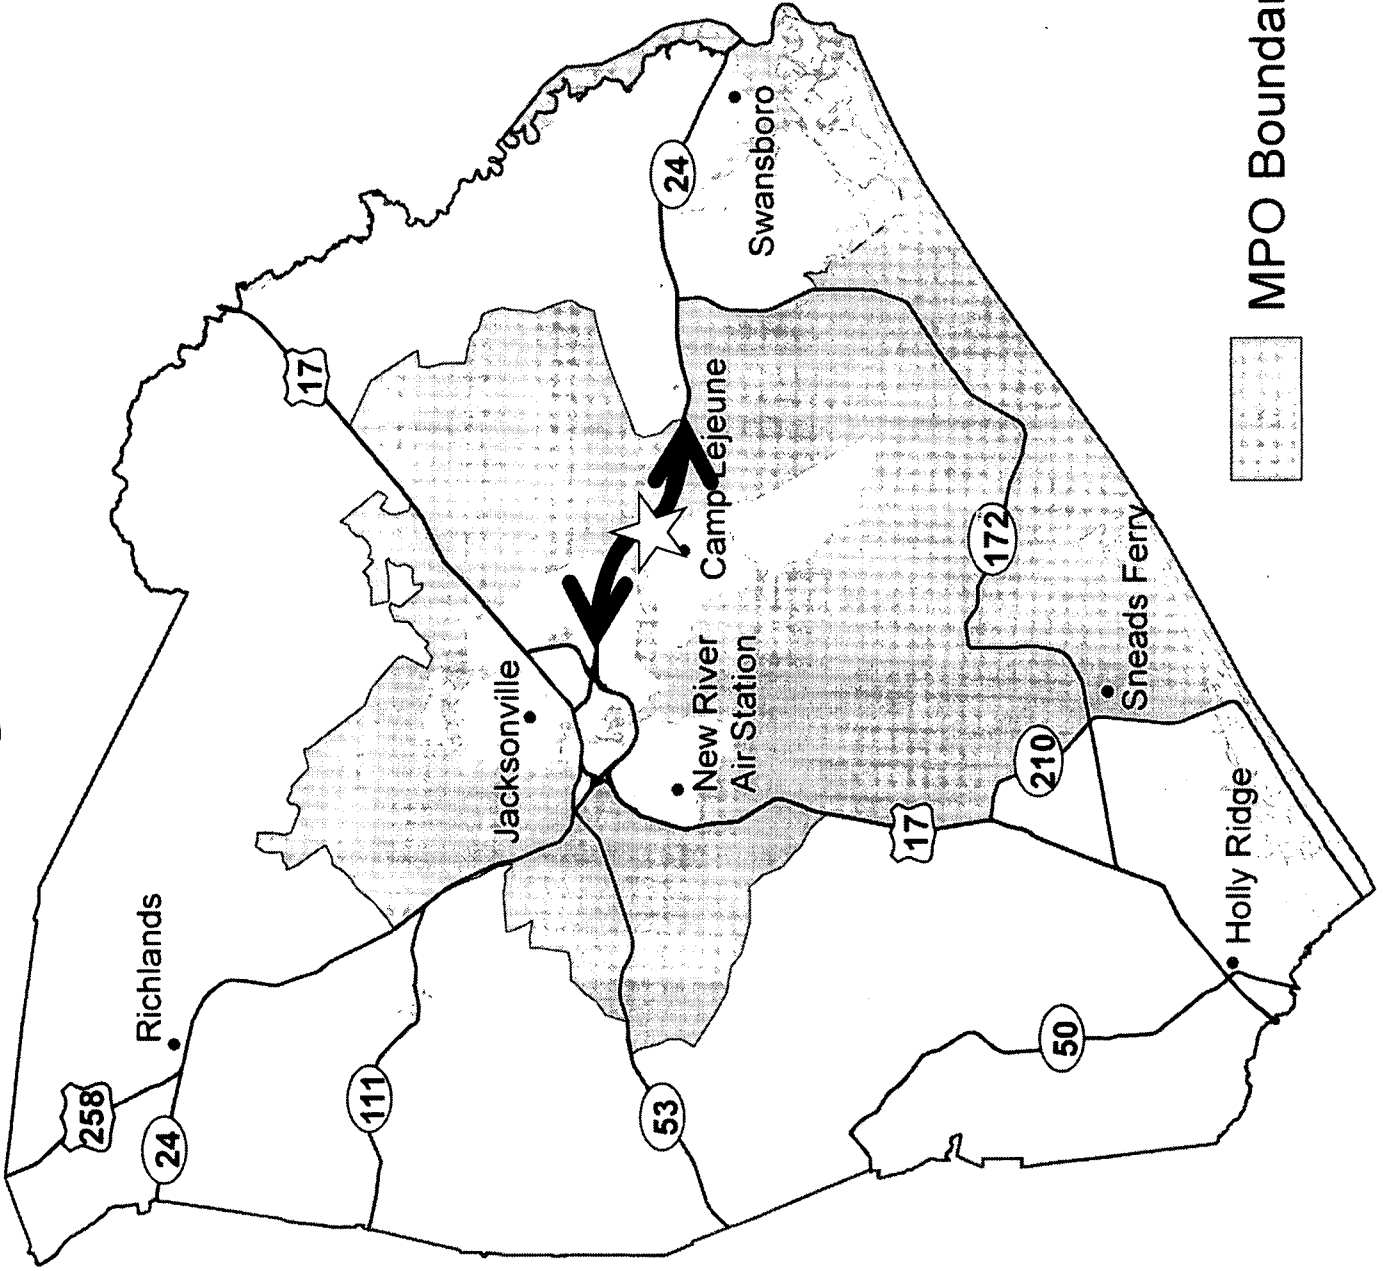 258
Richlands
24
111
17
Jacksonville
53
New River
Air Station
Camp Lejeune
24
Swansboro
17
172
210
Sneads Ferry
50
Holly Ridge
MPO Boundar